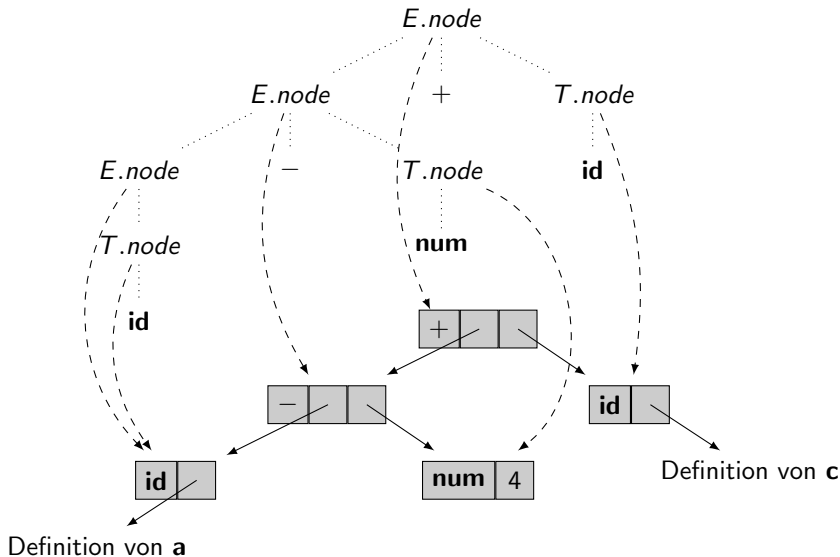 E.node
E.node + T.node
E.node − T.node id
T.node num
id
+
− id
id num 4 Definition von c
Definition von a